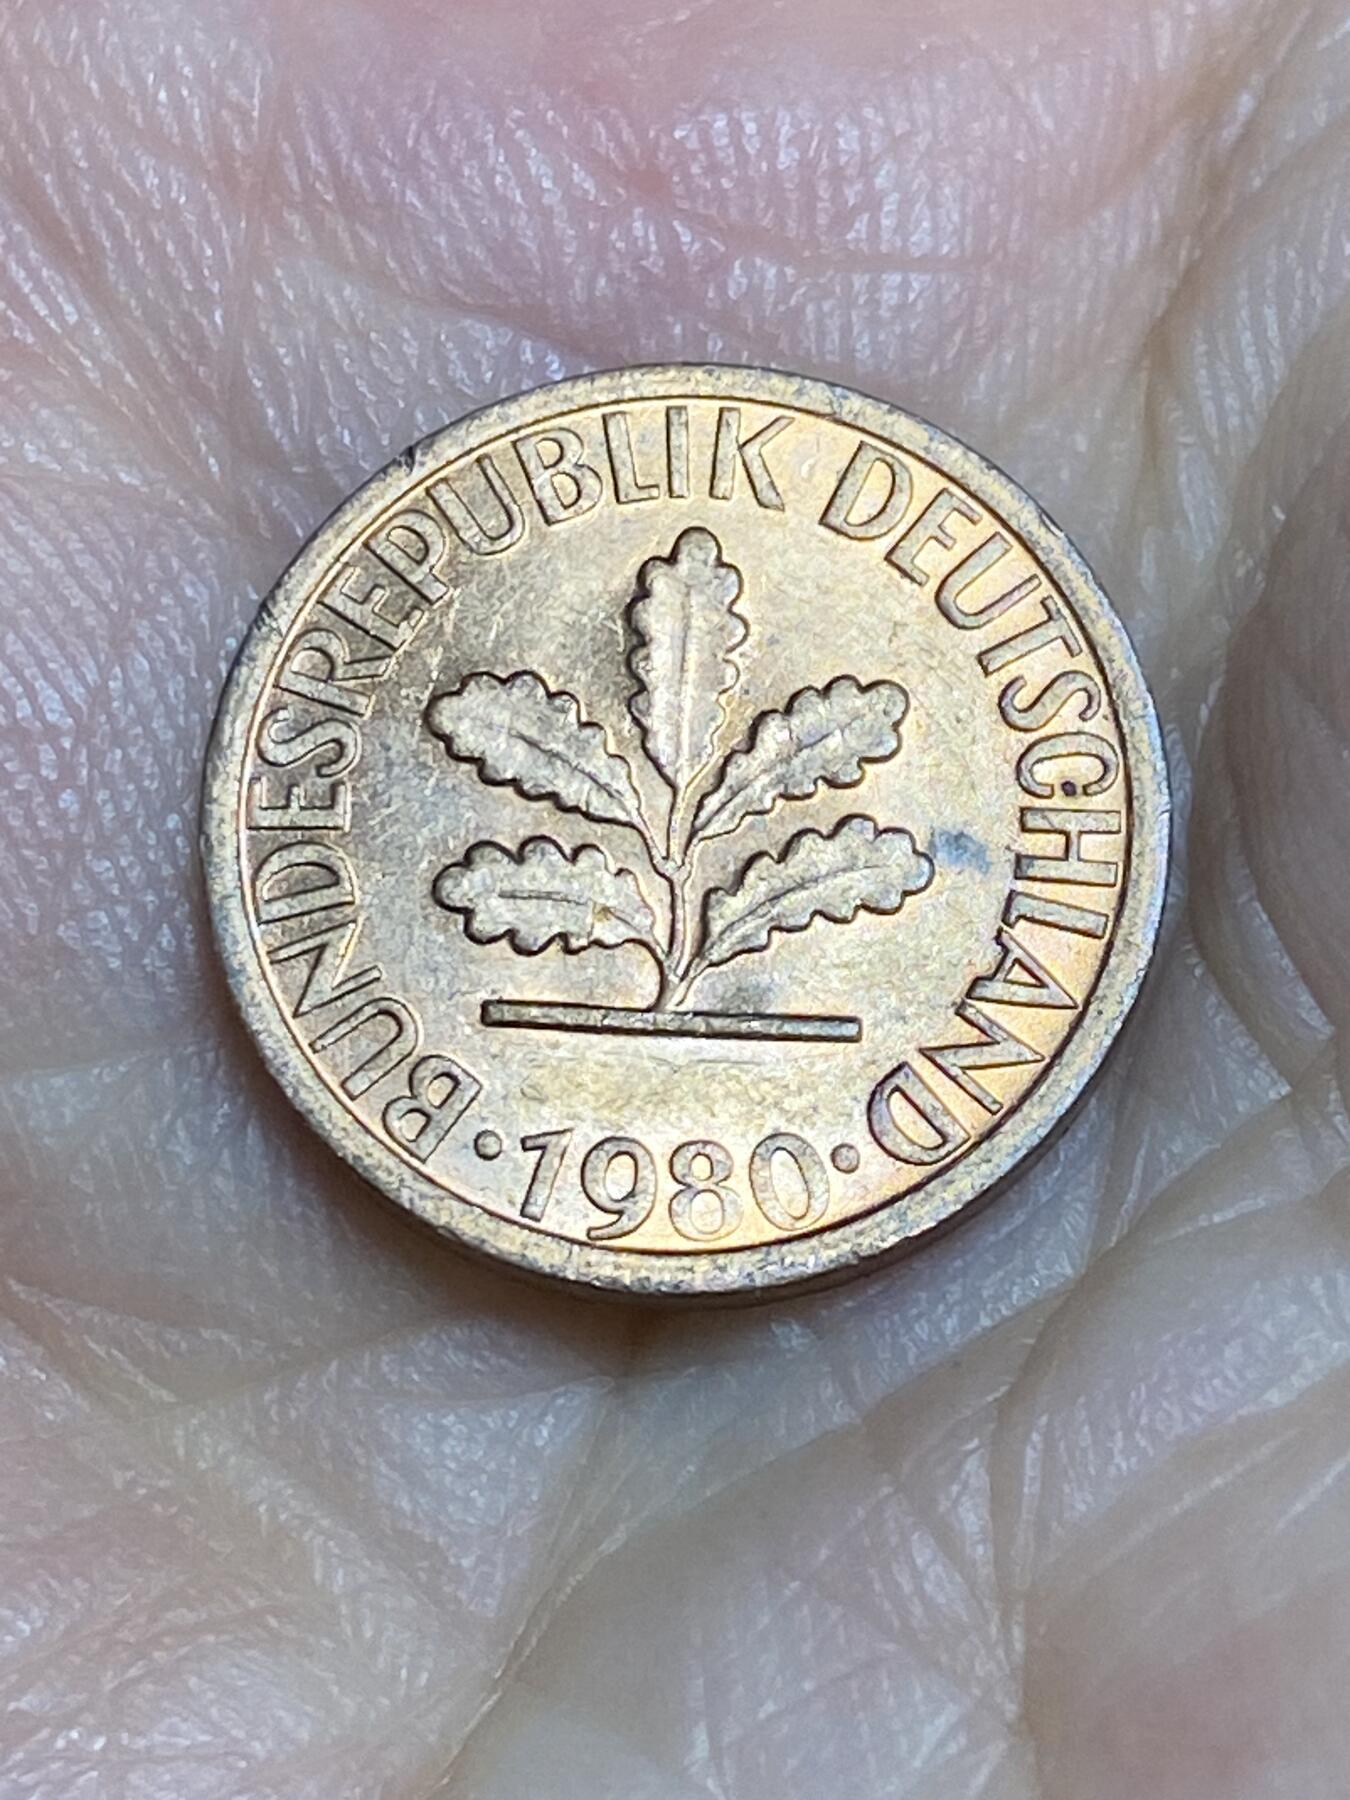 BUNDESREPUBLIK DEUTSCHLAND
· 1980 ·